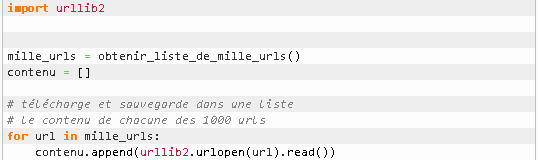 import urllib2
mille_urls = obtenir_liste_de_mille_urls()
contenu = []
# télécharge et sauvegarde dans une liste
# le contenu de chacune des 1000 urls
for url in mille_urls:
    contenu.append(urllib2.urlopen(url).read())